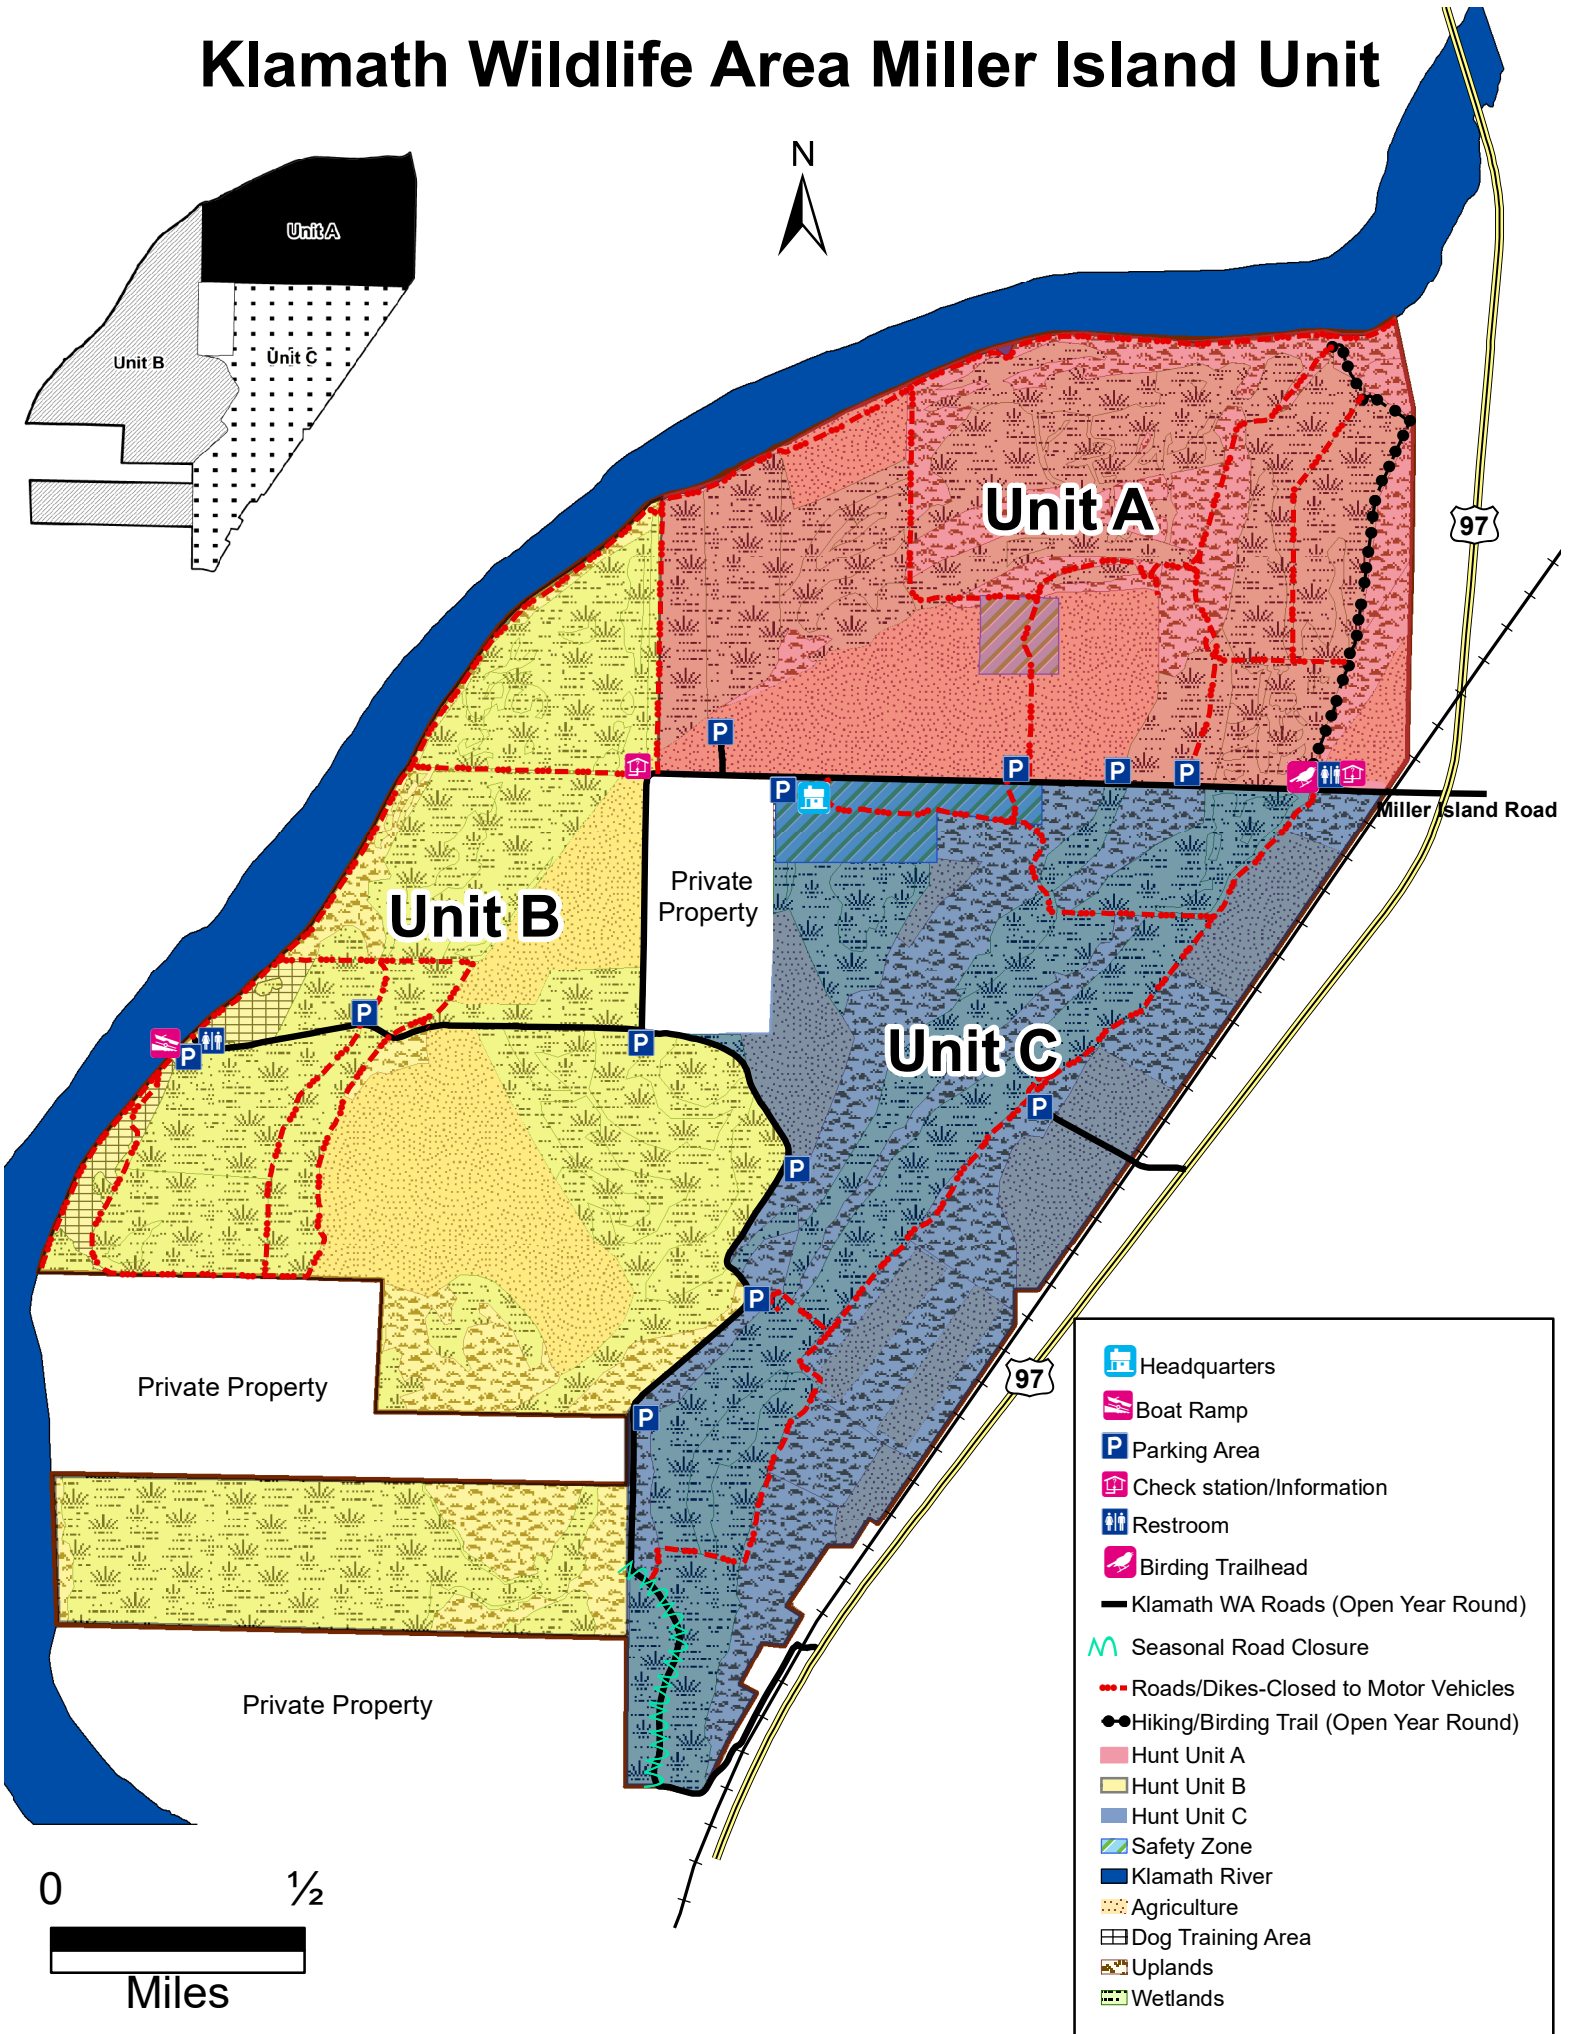 Klamath Wildlife Area Miller Island Unit
N
Unit A
Unit B
Unit C
Unit A
97
P
P
P
P
P
Miller Island Road
Private
Property
Unit B
P
P
P
Unit C
P
P
P
P
97
Private Property
Private Property
0 ½
Miles
Headquarters
Boat Ramp
P Parking Area
Check station/Information
Restroom
Birding Trailhead
Klamath WA Roads (Open Year Round)
Seasonal Road Closure
Roads/Dikes-Closed to Motor Vehicles
Hiking/Birding Trail (Open Year Round)
Hunt Unit A
Hunt Unit B
Hunt Unit C
Safety Zone
Klamath River
Agriculture
Dog Training Area
Uplands
Wetlands